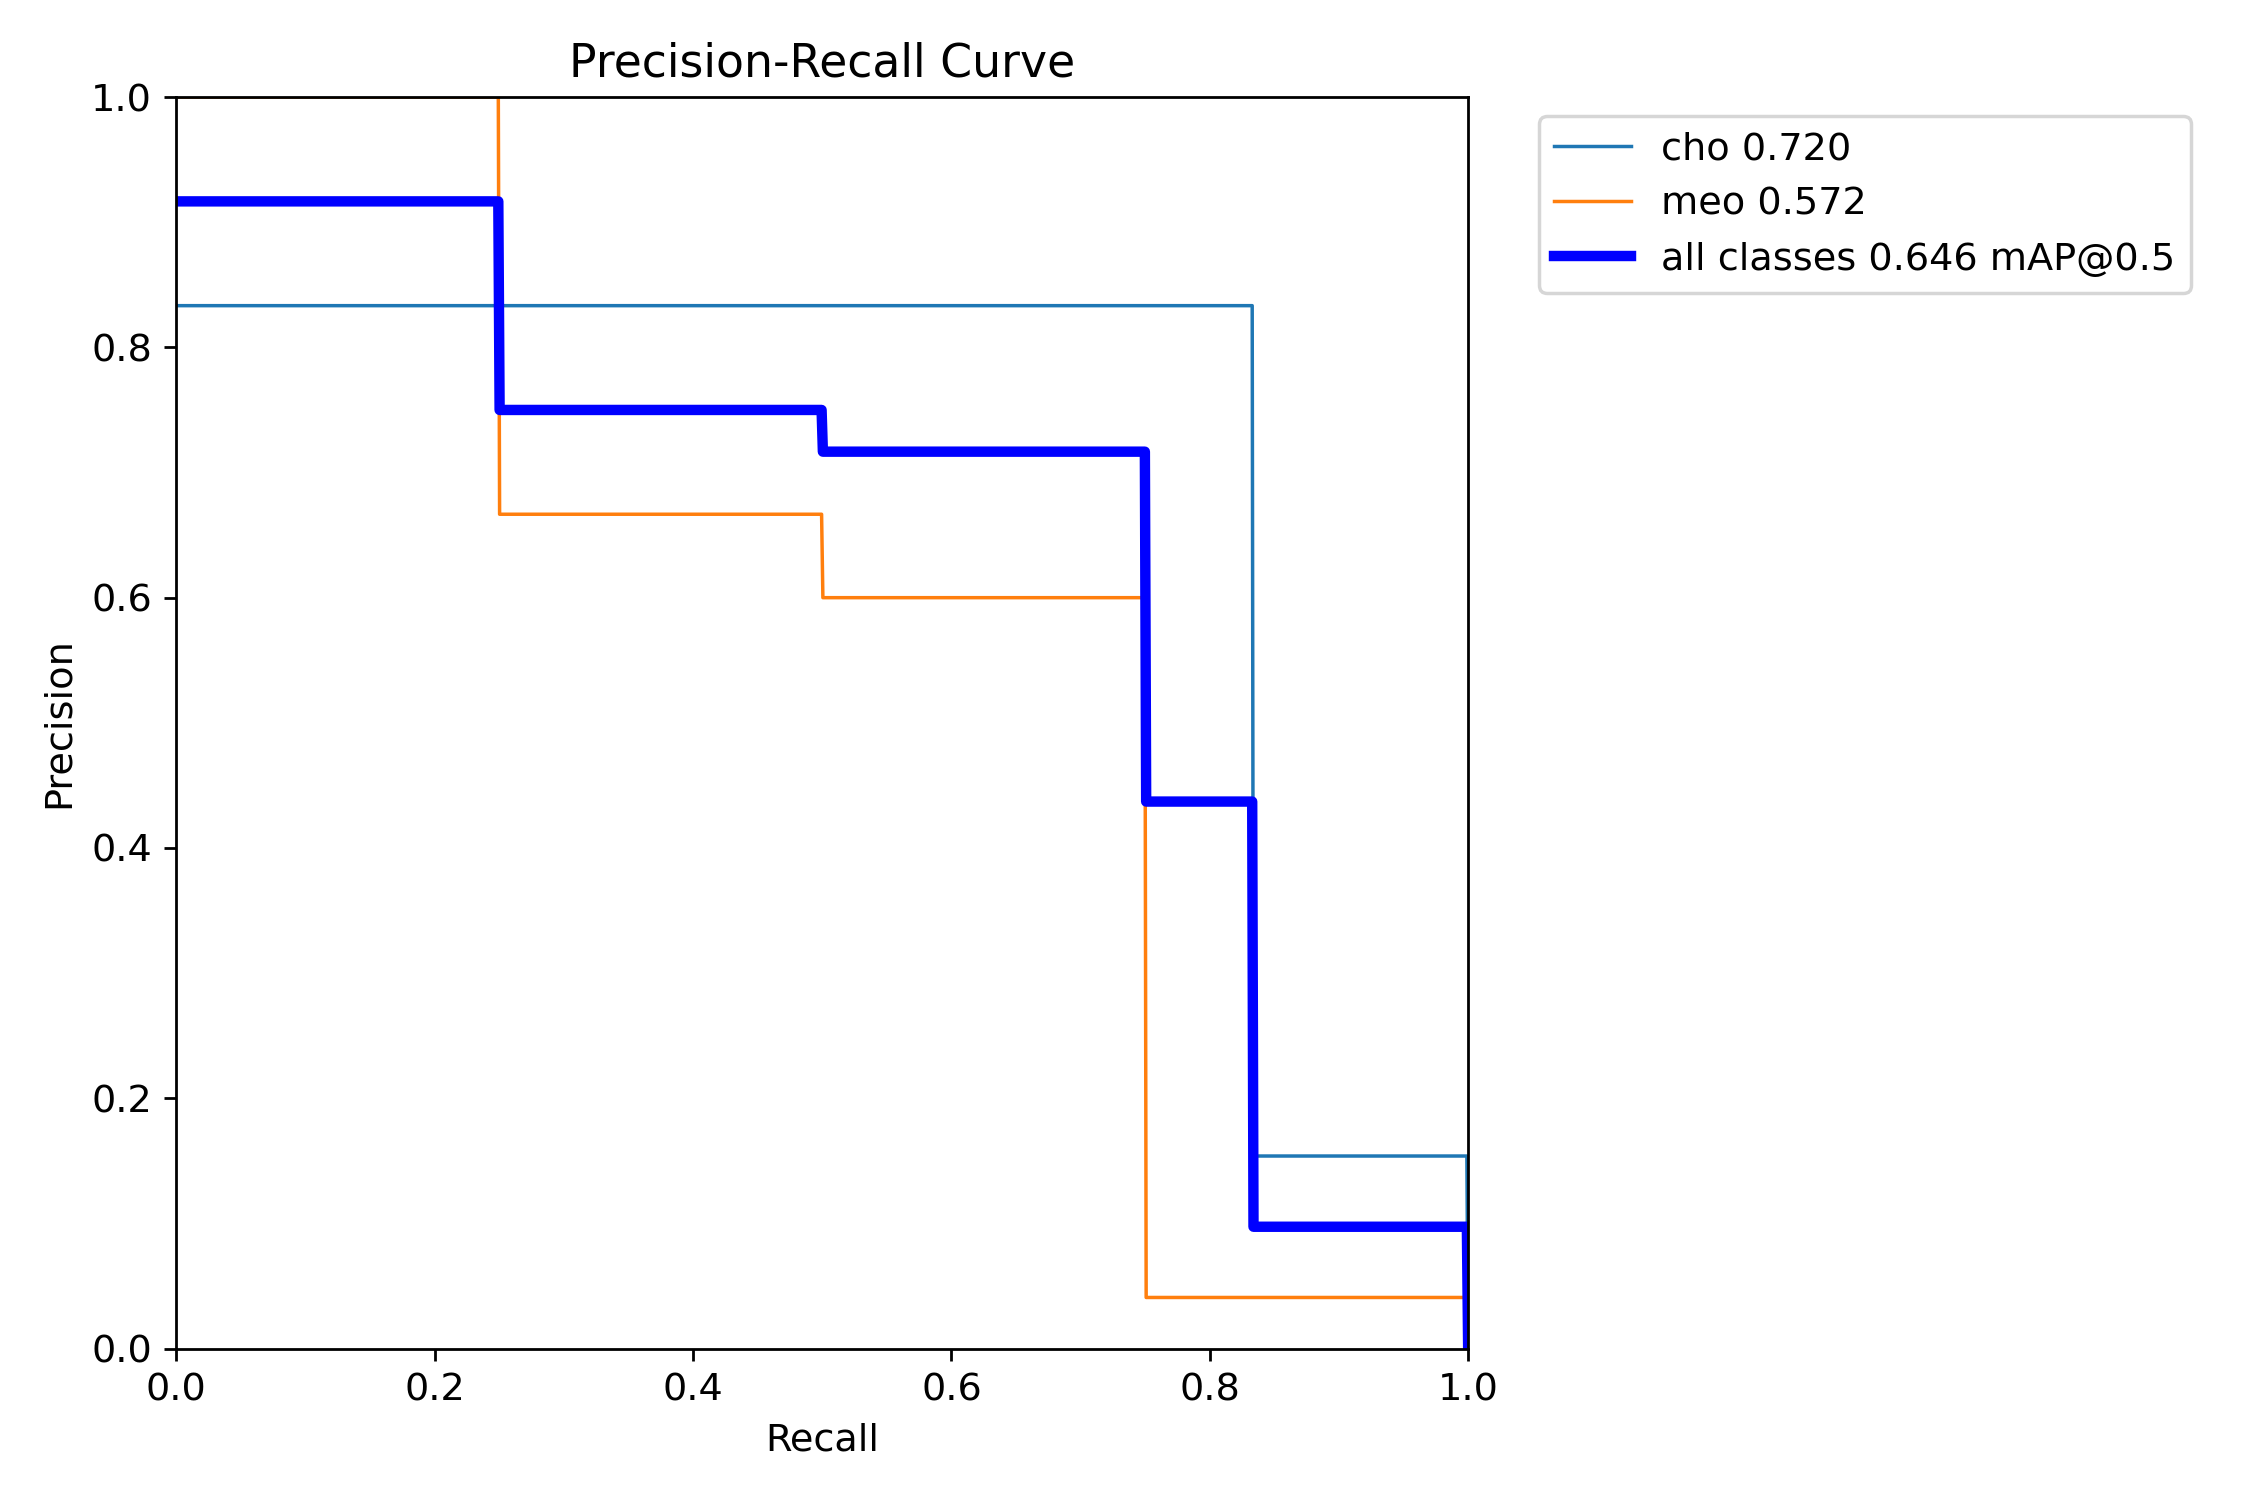 Precision-Recall Curve
1.0
0.8
0.6
0.4
0.2
0.0
Precision
0.0 0.2 0.4 0.6 0.8 1.0
Recall
cho 0.720
meo 0.572
all classes 0.646 mAP@0.5